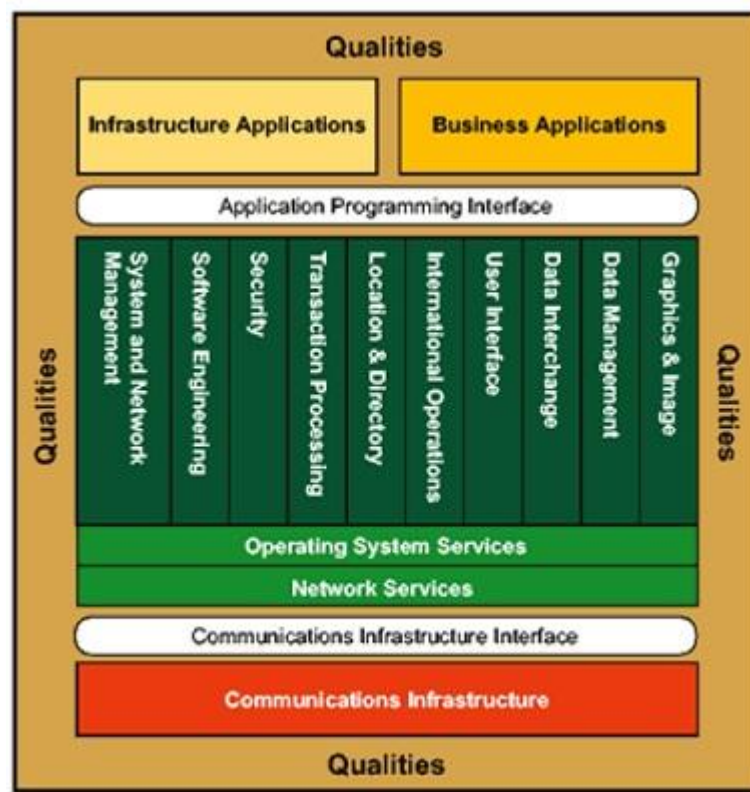 Qualities
Infrastructure Applications
Business Applications
Application Programming Interface
System and Network
Management
Software Engineering
Security
Transaction Processing
Location & Directory
International Operations
User Interface
Data Interchange
Data Management
Graphics & Image
Qualities
Qualities
Operating System Services
Network Services
Communications Infrastructure Interface
Communications Infrastructure
Qualities